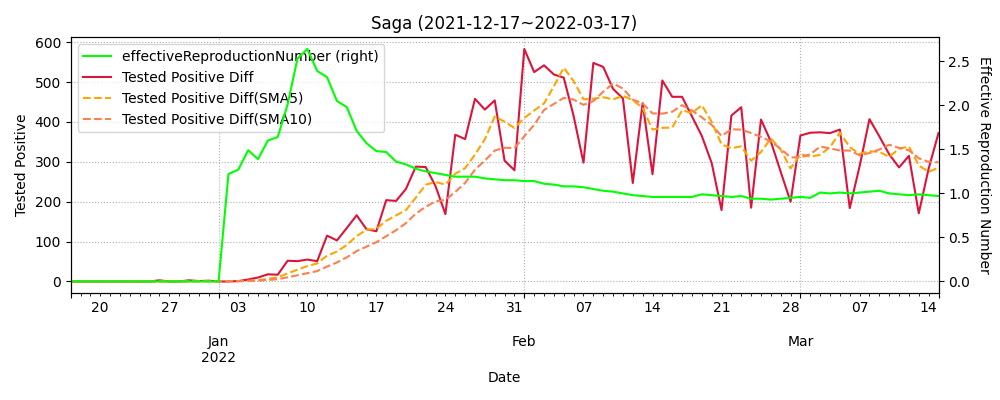 Saga (2021-12-17~2022-03-17)
effectiveReproductionNumber (right)
Tested Positive Diff
Tested Positive Diff(SMA5)
Tested Positive Diff(SMA10)
Tested Positive
600
500
400
300
200
100
0
2.5
2.0
1.5
1.0
0.5
0.0
Effective Reproduction Number
20 27 03 10 17 24 31 07 14 21 28 07 14
Jan Feb Mar
2022
Date